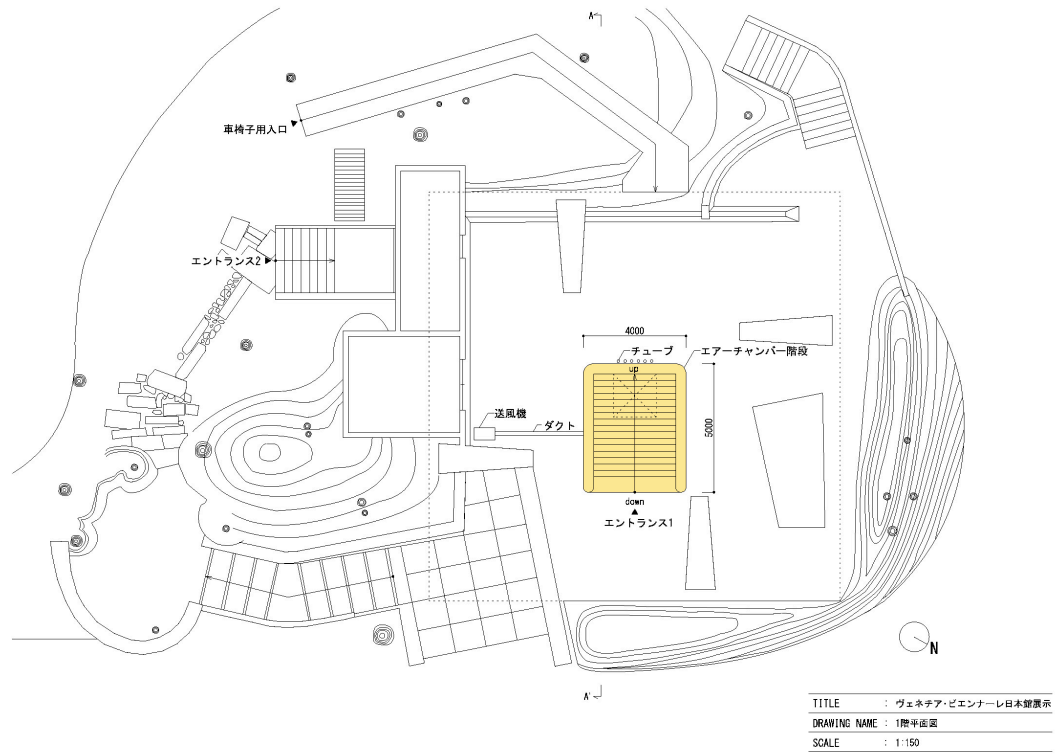 A
車椅子用入口
エントランス2
4000
チューブ
エアーチャンバー階段
up
送風機
ダクト
5000
down
エントランス1
N
A'
TITLE : ヴェネチア・ビエンナーレ日本館展示
DRAWING NAME : 1階平面図
SCALE : 1:150